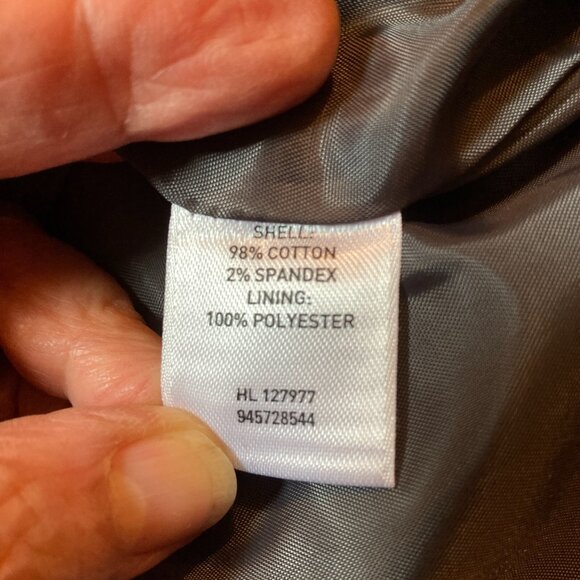 SHELL:
98% COTTON
2% SPANDEX
LINING:
100% POLYESTER
HL 127977
945728544